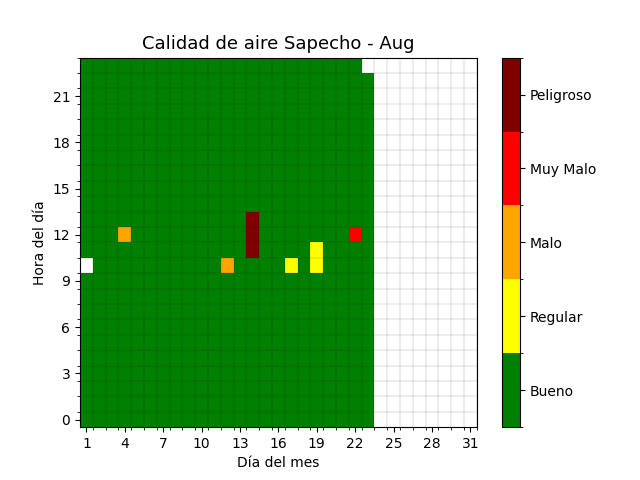 Calidad de aire Sapecho - Aug
Hora del día
21
18
15
12
9
6
3
0
1 4 7 10 13 16 19 22 25 28 31
Día del mes
Peligroso
Muy Malo
Malo
Regular
Bueno